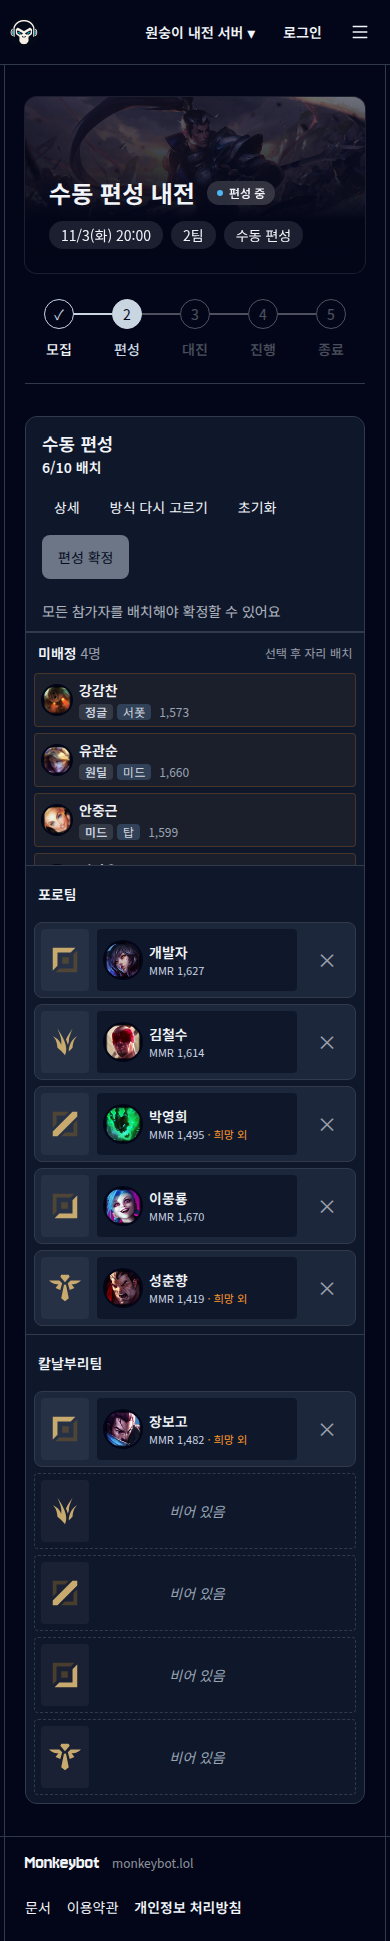 원숭이 내전 서버 ▾ 로그인
수동 편성 내전 편성 중
11/3(화) 20:00 2팀 수동 편성
✓ 2 3 4 5
모집 편성 대진 진행 종료
수동 편성
6/10 배치
상세 방식 다시 고르기 초기화
편성 확정
모든 참가자를 배치해야 확정할 수 있어요
미배정 4명 선택 후 자리 배치
강감찬
정글 서폿 1,573
유관순
원딜 미드 1,660
안중근
미드 탑 1,599
포로팀
개발자
MMR 1,627
김철수
MMR 1,614
박영희
MMR 1,495 · 희망 외
이몽룡
MMR 1,670
성춘향
MMR 1,419 · 희망 외
칼날부리팀
장보고
MMR 1,482 · 희망 외
비어 있음
비어 있음
비어 있음
비어 있음
Monkeybot monkeybot.lol
문서 이용약관 개인정보 처리방침